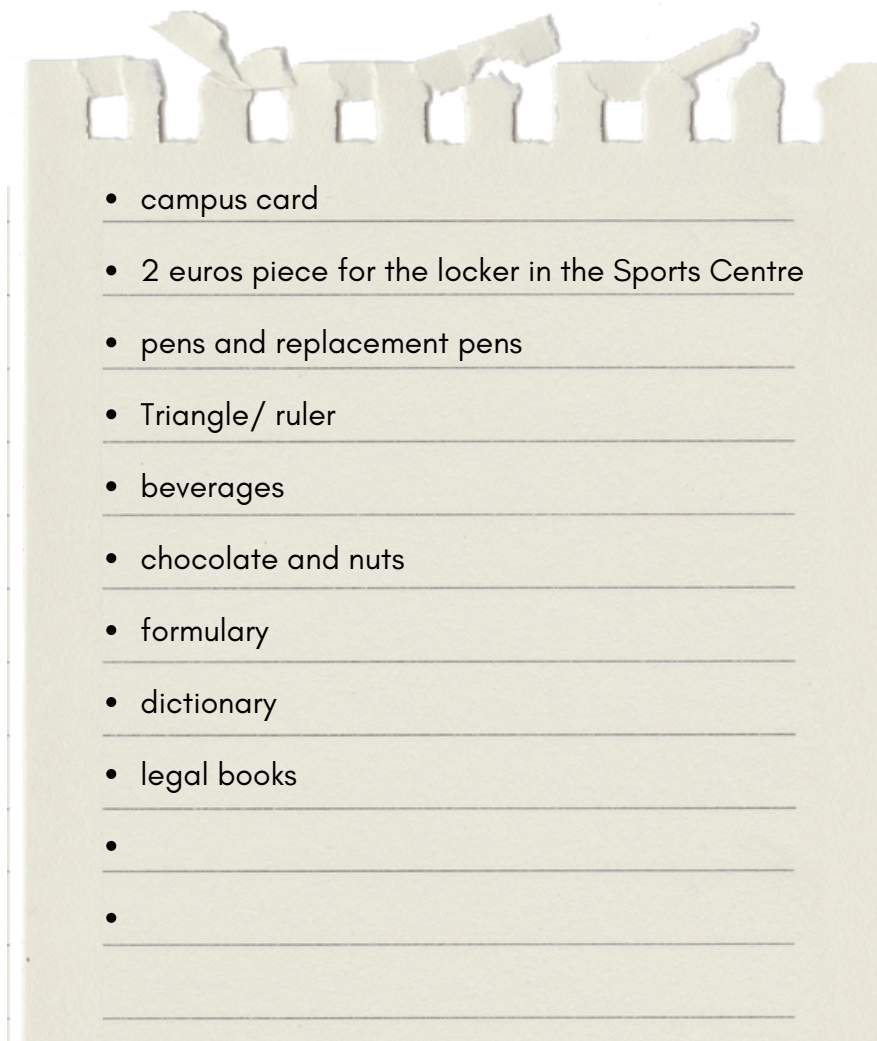 • campus card
• 2 euros piece for the locker in the Sports Centre
• pens and replacement pens
• Triangle/ ruler
• beverages
• chocolate and nuts
• formulary
• dictionary
• legal books
•
•